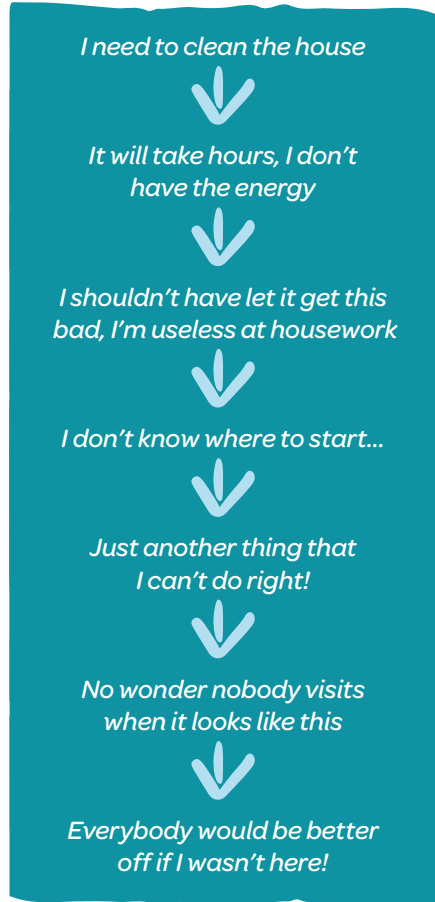 I need to clean the house
It will take hours, I don't
have the energy
I shouldn't have let it get this
bad, I'm useless at housework
I don't know where to start...
Just another thing that
I can't do right!
No wonder nobody visits
when it looks like this
Everybody would be better
off if I wasn't here!